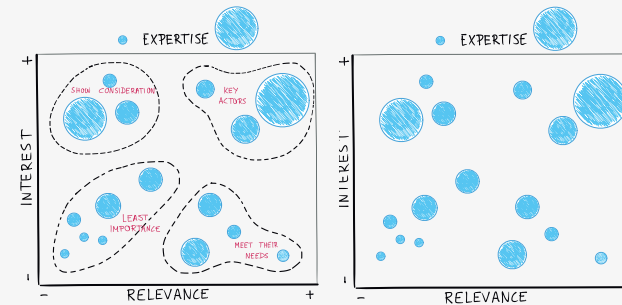 EXPERTISE
+
SHOW CONSIDERATION
KEY
ACTORS
INTEREST
LEAST
IMPORTANCE
MEET THEIR
NEEDS
-
-
RELEVANCE
+
EXPERTISE
+
INTEREST
-
-
RELEVANCE